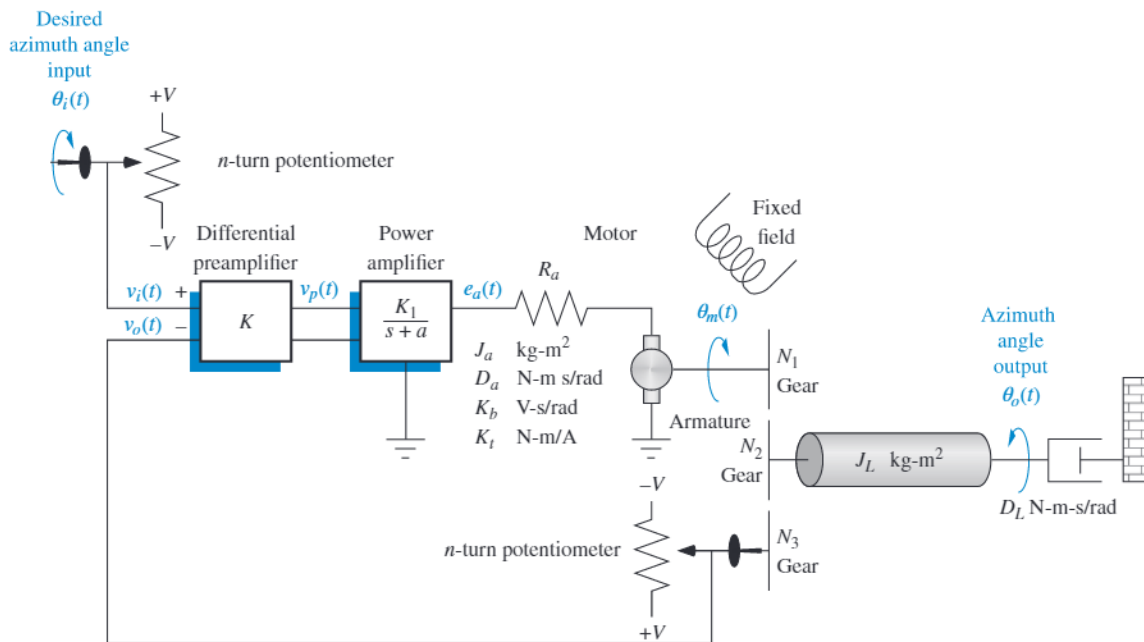 Desired
azimuth angle
input
θi(t)
+V
n-turn potentiometer
−V
Differential
preamplifier
Power
amplifier
Motor
Fixed
field
Ra
vi(t) +
vo(t) −
K
vp(t)
K1
s + a
ea(t)
Ja kg-m²
Da N-m s/rad
Kb V-s/rad
Kt N-m/A
θm(t)
N1
Gear
Armature
N2
Gear
JL kg-m²
Azimuth
angle
output
θo(t)
DL N-m-s/rad
−V
n-turn potentiometer
N3
Gear
+V